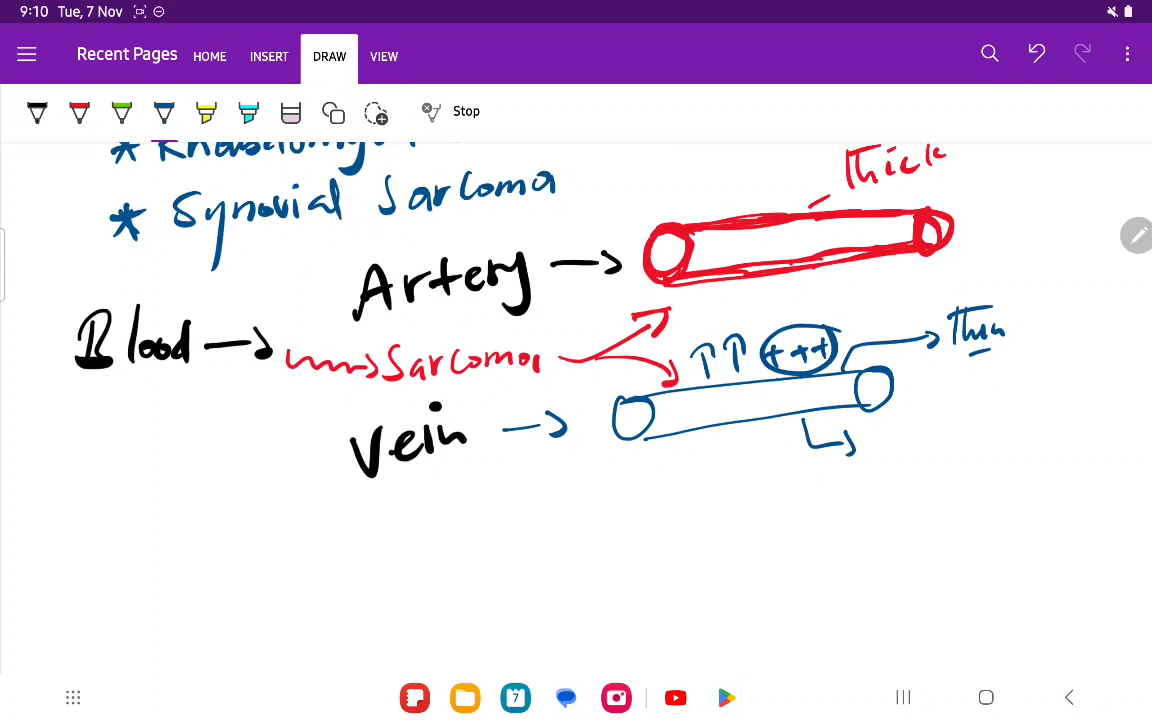 9:10 Tue, 7 Nov
Recent Pages HOME INSERT DRAW VIEW
Stop
* Synovial Sarcoma
Thick
Artery
Blood
Sarcoma
+++
Thin
Vein
7